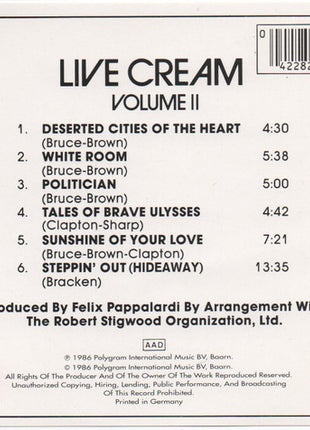 LIVE CREAM
VOLUME II
0
42282
1. DESERTED CITIES OF THE HEART 4:30
(Bruce-Brown)
2. WHITE ROOM 5:38
(Bruce-Brown)
3. POLITICIAN 5:00
(Bruce-Brown)
4. TALES OF BRAVE ULYSSES 4:42
(Clapton-Sharp)
5. SUNSHINE OF YOUR LOVE 7:21
(Bruce-Brown-Clapton)
6. STEPPIN' OUT (HIDEAWAY) 13:35
(Bracken)
oduced By Felix Pappalardi By Arrangement Wi
The Robert Stigwood Organization, Ltd.
AAD
℗ 1986 Polygram International Music BV, Baarn.
© 1986 Polygram International Music BV, Baarn.
All Rights Of The Producer And Of The Owner Of The Work Reproduced Reserved.
Unauthorized Copying, Hiring, Lending, Public Performance, And Broadcasting
Of This Record Prohibited.
Printed in Germany